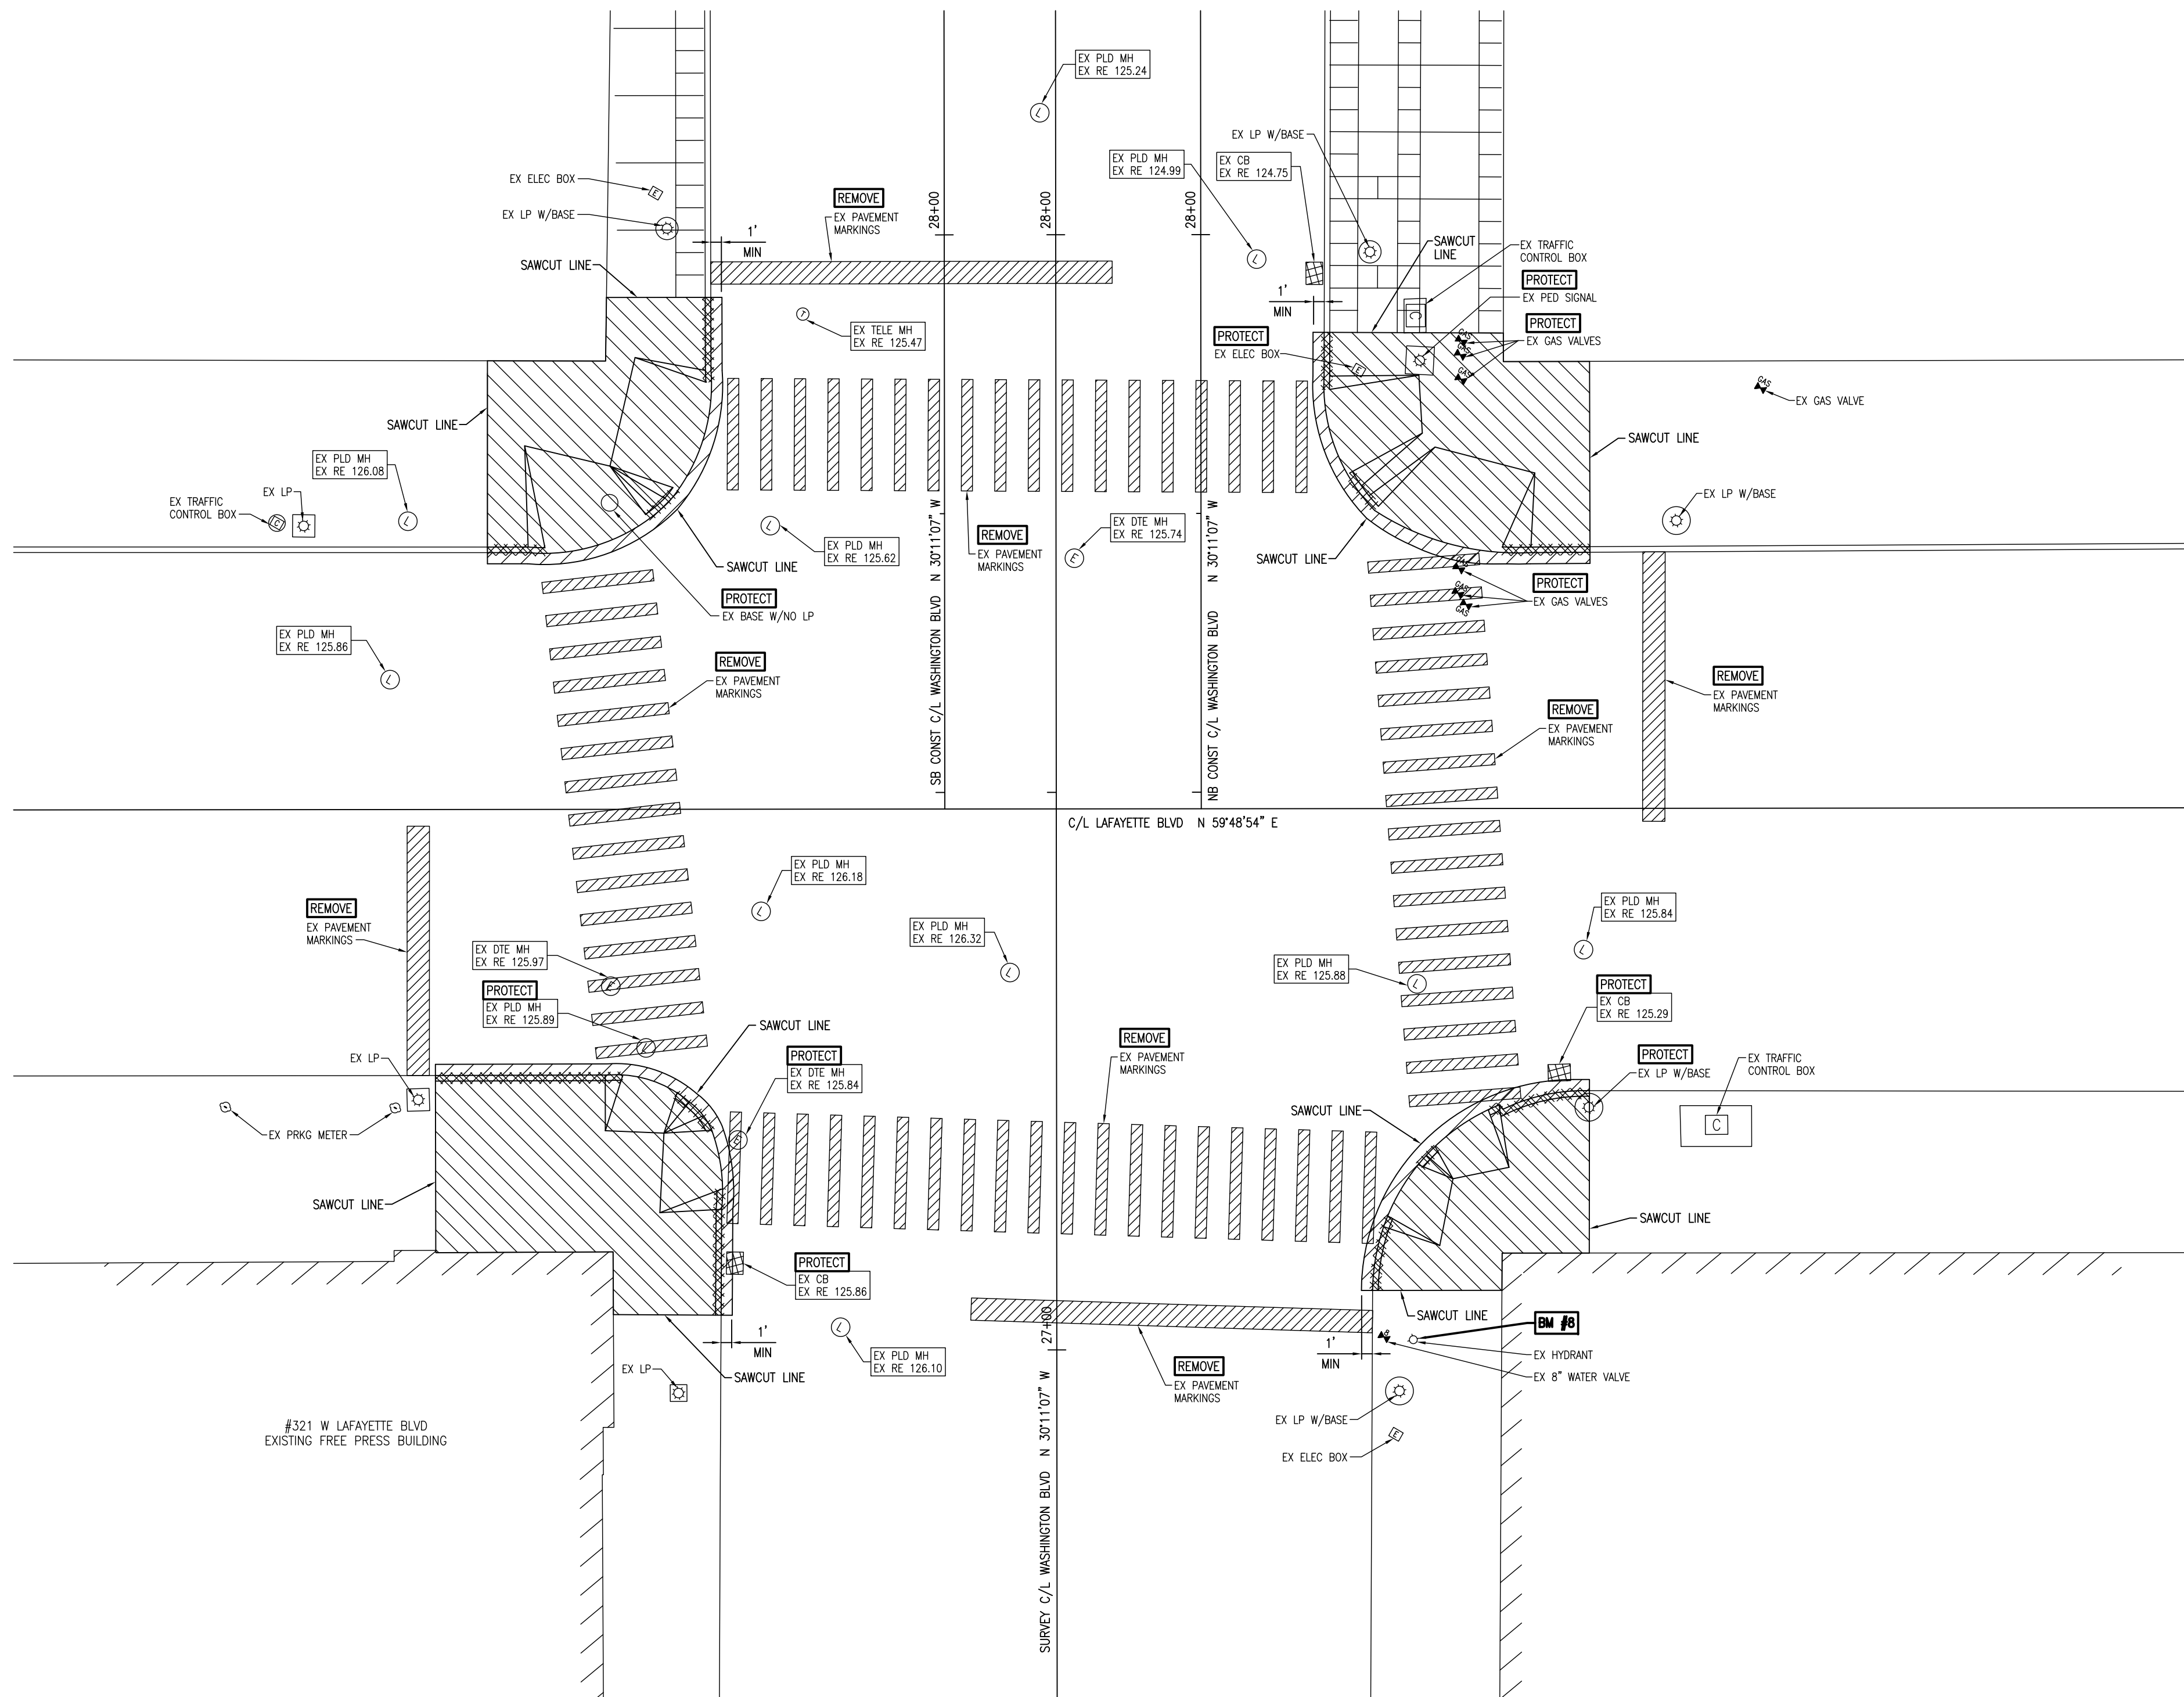 EX PLD MH
EX RE 125.24
EX LP W/BASE
EX PLD MH
EX RE 124.99
EX CB
EX RE 124.75
EX ELEC BOX
E
EX LP W/BASE
REMOVE
EX PAVEMENT
MARKINGS
28+00
28+00
28+00
1'
MIN
SAWCUT LINE
SAWCUT
LINE
EX TRAFFIC
CONTROL BOX
PROTECT
EX PED SIGNAL
1'
MIN
C
PROTECT
EX GAS VALVES
GAS
GAS
GAS
T
EX TELE MH
EX RE 125.47
PROTECT
EX ELEC BOX
E
GAS
EX GAS VALVE
SAWCUT LINE
SAWCUT LINE
EX PLD MH
EX RE 126.08
EX LP
EX TRAFFIC
CONTROL BOX
C
EX LP W/BASE
EX PLD MH
EX RE 125.62
REMOVE
EX PAVEMENT
MARKINGS
EX DTE MH
EX RE 125.74
E
SAWCUT LINE
SAWCUT LINE
PROTECT
EX BASE W/NO LP
GAS
GAS
GAS
PROTECT
EX GAS VALVES
SB CONST C/L WASHINGTON BLVD N 30°11'07" W
NB CONST C/L WASHINGTON BLVD N 30°11'07" W
EX PLD MH
EX RE 125.86
REMOVE
EX PAVEMENT
MARKINGS
REMOVE
EX PAVEMENT
MARKINGS
REMOVE
EX PAVEMENT
MARKINGS
C/L LAFAYETTE BLVD N 59°48'54" E
EX PLD MH
EX RE 126.18
REMOVE
EX PAVEMENT
MARKINGS
EX PLD MH
EX RE 126.32
EX PLD MH
EX RE 125.84
EX DTE MH
EX RE 125.97
E
EX PLD MH
EX RE 125.88
PROTECT
EX PLD MH
EX RE 125.89
PROTECT
EX CB
EX RE 125.29
SAWCUT LINE
REMOVE
EX PAVEMENT
MARKINGS
EX LP
PROTECT
EX DTE MH
EX RE 125.84
E
PROTECT
EX LP W/BASE
EX TRAFFIC
CONTROL BOX
C
EX PRKG METER
SAWCUT LINE
SAWCUT LINE
SAWCUT LINE
PROTECT
EX CB
EX RE 125.86
27+00
SAWCUT LINE
BM #8
1'
MIN
1'
MIN
EX HYDRANT
EX 8" WATER VALVE
EX PLD MH
EX RE 126.10
EX LP
SAWCUT LINE
REMOVE
EX PAVEMENT
MARKINGS
EX LP W/BASE
E
EX ELEC BOX
#321 W LAFAYETTE BLVD
EXISTING FREE PRESS BUILDING
SURVEY C/L WASHINGTON BLVD N 30°11'07" W